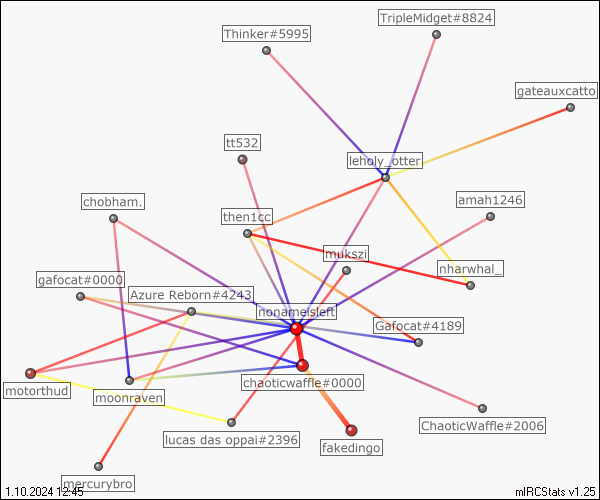 TripleMidget#8824
Thinker#5995
gateauxcatto
tt532
leholy_otter
chobham.
amah1246
then1cc
mukszi
nharwhal_
gafocat#0000
Azure Reborn#4243
nonameisleft
Gafocat#4189
motorthud
chaoticwaffle#0000
moonraven
ChaoticWaffle#2006
lucas das oppai#2396
fakedingo
mercurybro
1.10.2024 12:45
mIRCStats v1.25